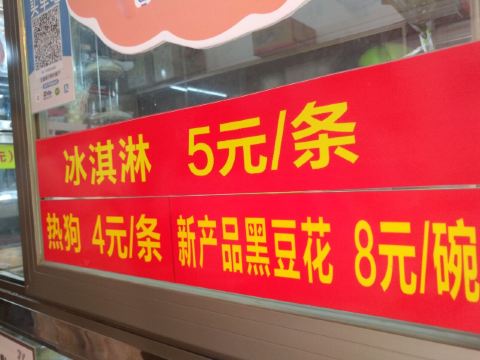 冰淇淋 5元/条
热狗 4元/条
新产品黑豆花 8元/碗
元)